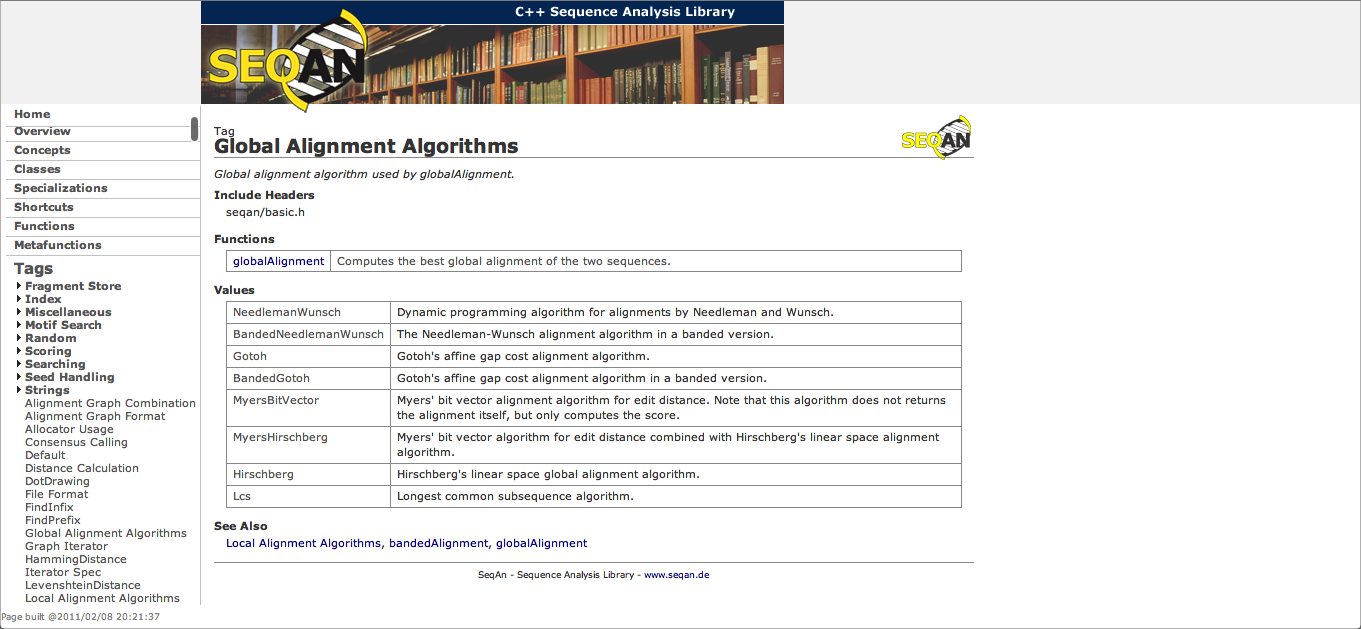 C++ Sequence Analysis Library
SEQAN
Home
Overview
Concepts
Classes
Specializations
Shortcuts
Functions
Metafunctions
Tags
Fragment Store
Index
Miscellaneous
Motif Search
Random
Scoring
Searching
Seed Handling
Strings
Alignment Graph Combination
Alignment Graph Format
Allocator Usage
Consensus Calling
Default
Distance Calculation
DotDrawing
File Format
FindInfix
FindPrefix
Global Alignment Algorithms
Graph Iterator
HammingDistance
Iterator Spec
LevenshteinDistance
Local Alignment Algorithms
Page built @2011/02/08 20:21:37
Tag
Global Alignment Algorithms
SEQAN
Global alignment algorithm used by globalAlignment.
Include Headers
seqan/basic.h
Functions
globalAlignment Computes the best global alignment of the two sequences.
Values
NeedlemanWunsch Dynamic programming algorithm for alignments by Needleman and Wunsch.
BandedNeedlemanWunsch The Needleman-Wunsch alignment algorithm in a banded version.
Gotoh Gotoh's affine gap cost alignment algorithm.
BandedGotoh Gotoh's affine gap cost alignment algorithm in a banded version.
MyersBitVector Myers' bit vector alignment algorithm for edit distance. Note that this algorithm does not returns
the alignment itself, but only computes the score.
MyersHirschberg Myers' bit vector algorithm for edit distance combined with Hirschberg's linear space alignment
algorithm.
Hirschberg Hirschberg's linear space global alignment algorithm.
Lcs Longest common subsequence algorithm.
See Also
Local Alignment Algorithms, bandedAlignment, globalAlignment
SeqAn - Sequence Analysis Library - www.seqan.de